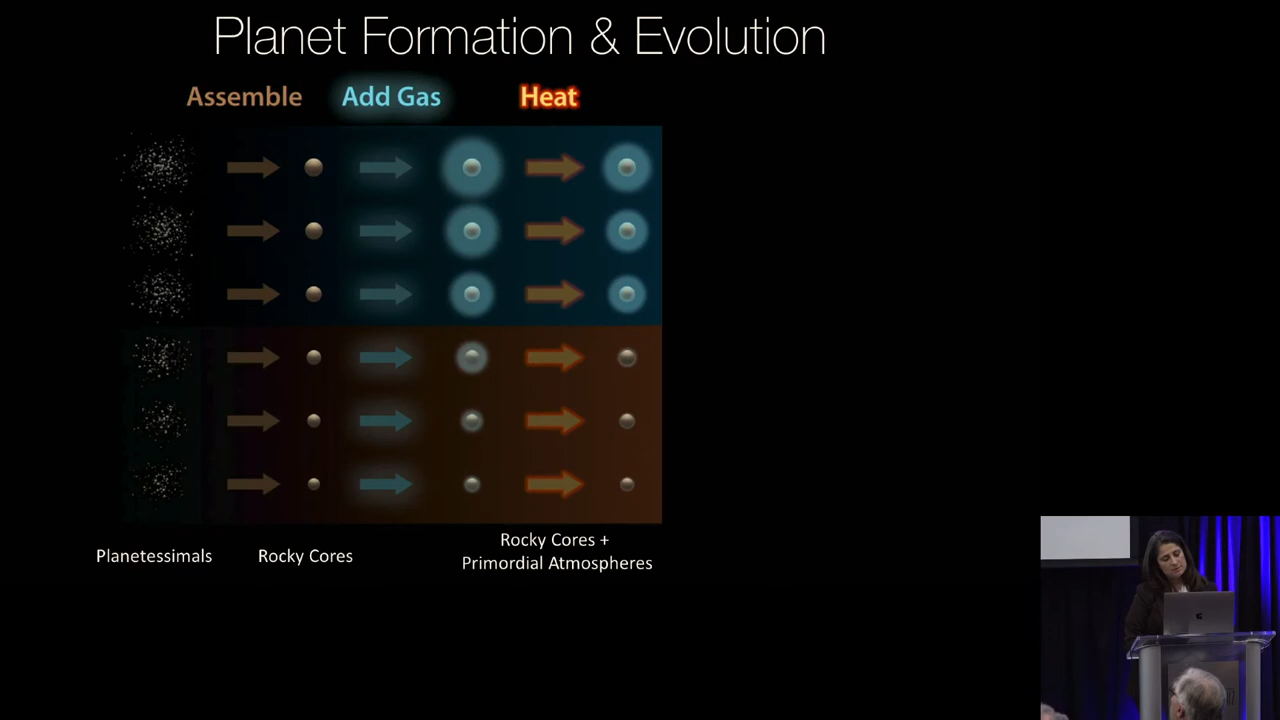 Planet Formation & Evolution
Assemble Add Gas Heat
Planetessimals
Rocky Cores
Rocky Cores +
Primordial Atmospheres